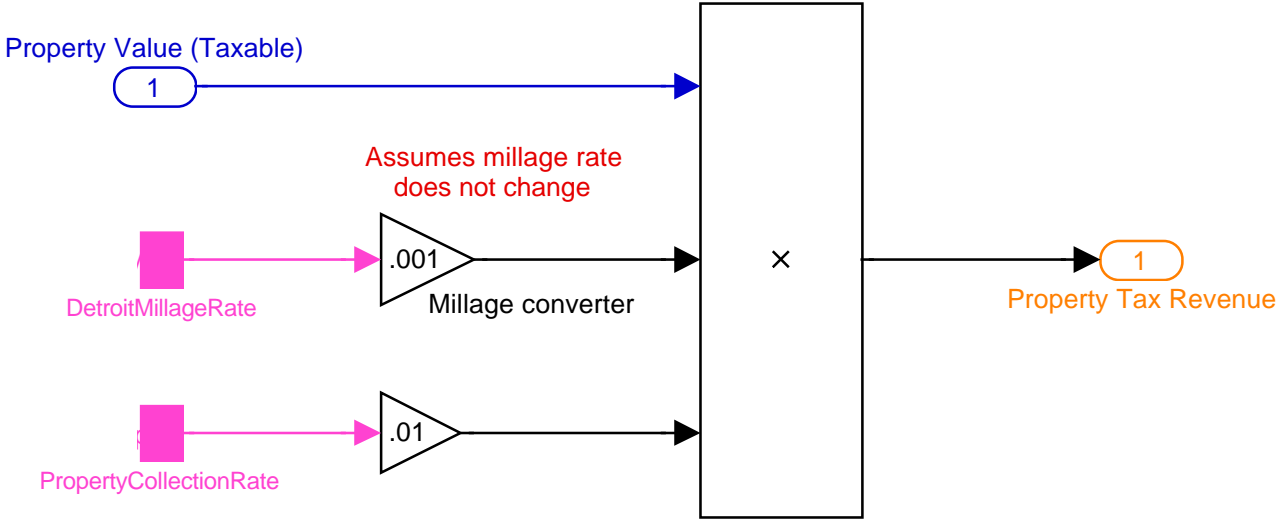 Property Value (Taxable)
1
Assumes millage rate
does not change
.001
×
1
DetroitMillageRate
Millage converter
Property Tax Revenue
.01
PropertyCollectionRate